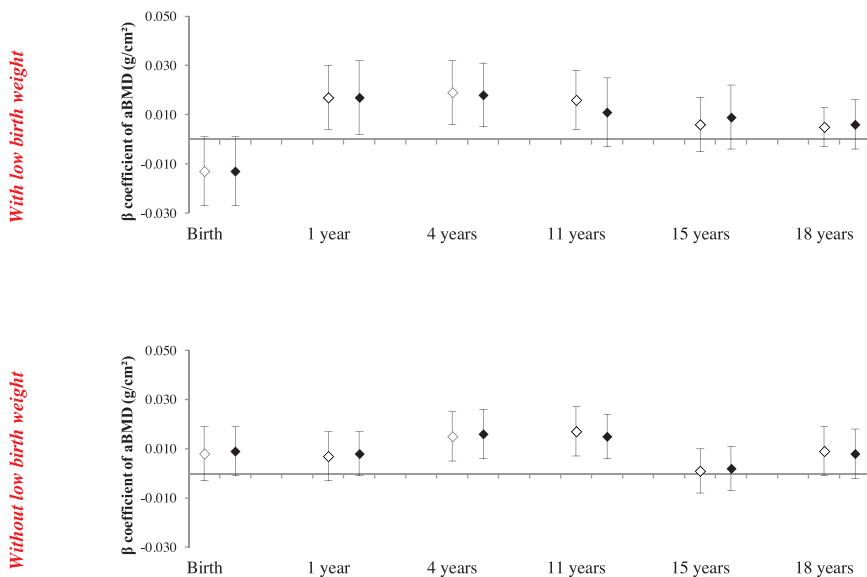 With low birth weight
β coefficient of aBMD (g/cm²)
0.050
0.030
0.010
-0.010
-0.030
Birth 1 year 4 years 11 years 15 years 18 years
Without low birth weight
β coefficient of aBMD (g/cm²)
0.050
0.030
0.010
-0.010
-0.030
Birth 1 year 4 years 11 years 15 years 18 years